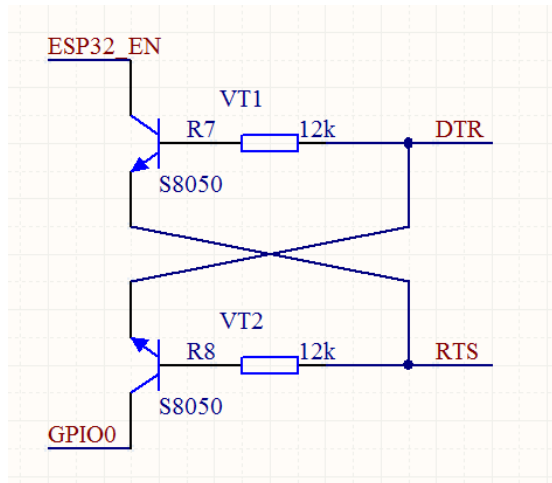 ESP32_EN
VT1
R7 12k DTR
S8050
VT2
R8 12k RTS
S8050
GPIO0